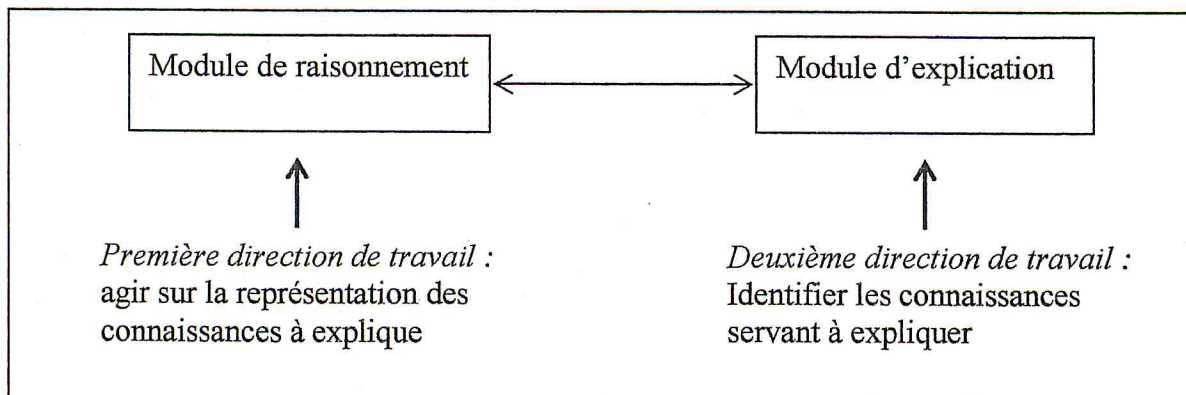 Module de raisonnement
Module d'explication
Première direction de travail :
agir sur la représentation des
connaissances à explique
Deuxième direction de travail :
Identifier les connaissances
servant à expliquer